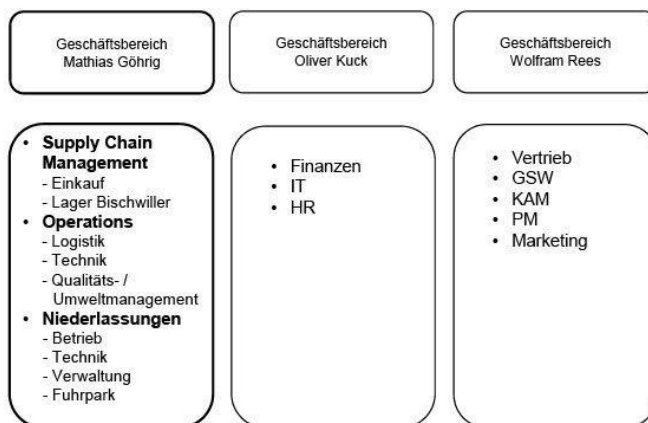 Geschäftsbereich
Mathias Göhrig
Geschäftsbereich
Oliver Kuck
Geschäftsbereich
Wolfram Rees
• Supply Chain
Management
- Einkauf
- Lager Bischwiller
• Operations
- Logistik
- Technik
- Qualitäts- /
Umweltmanagement
• Niederlassungen
- Betrieb
- Technik
- Verwaltung
- Fuhrpark
• Finanzen
• IT
• HR
• Vertrieb
• GSW
• KAM
• PM
• Marketing